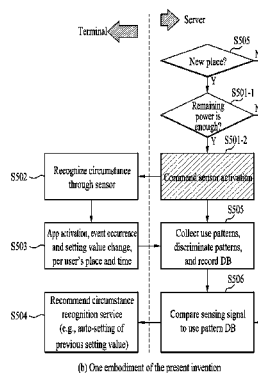 Terminal
Server
S505
New place?
N
Y
S501-1
Remaining
power is
enough?
N
Y
S501-2
S502
Recognize circumstance
through sensor
Command sensor activation
S505
S503
App activation, event occurrence
and setting value change,
per user's place and time
Collect use patterns,
discriminate patterns,
and record DB
S506
S504
Recommend circumstance
recognition service
(e.g., auto-setting of
previous setting value)
Compare sensing signal
to use pattern DB
(b) One embodiment of the present invention